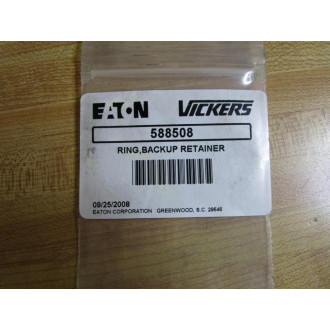 EATON VICKERS
588508
RING,BACKUP RETAINER
09/25/2008
EATON CORPORATION GREENWOOD, S.C. 29646